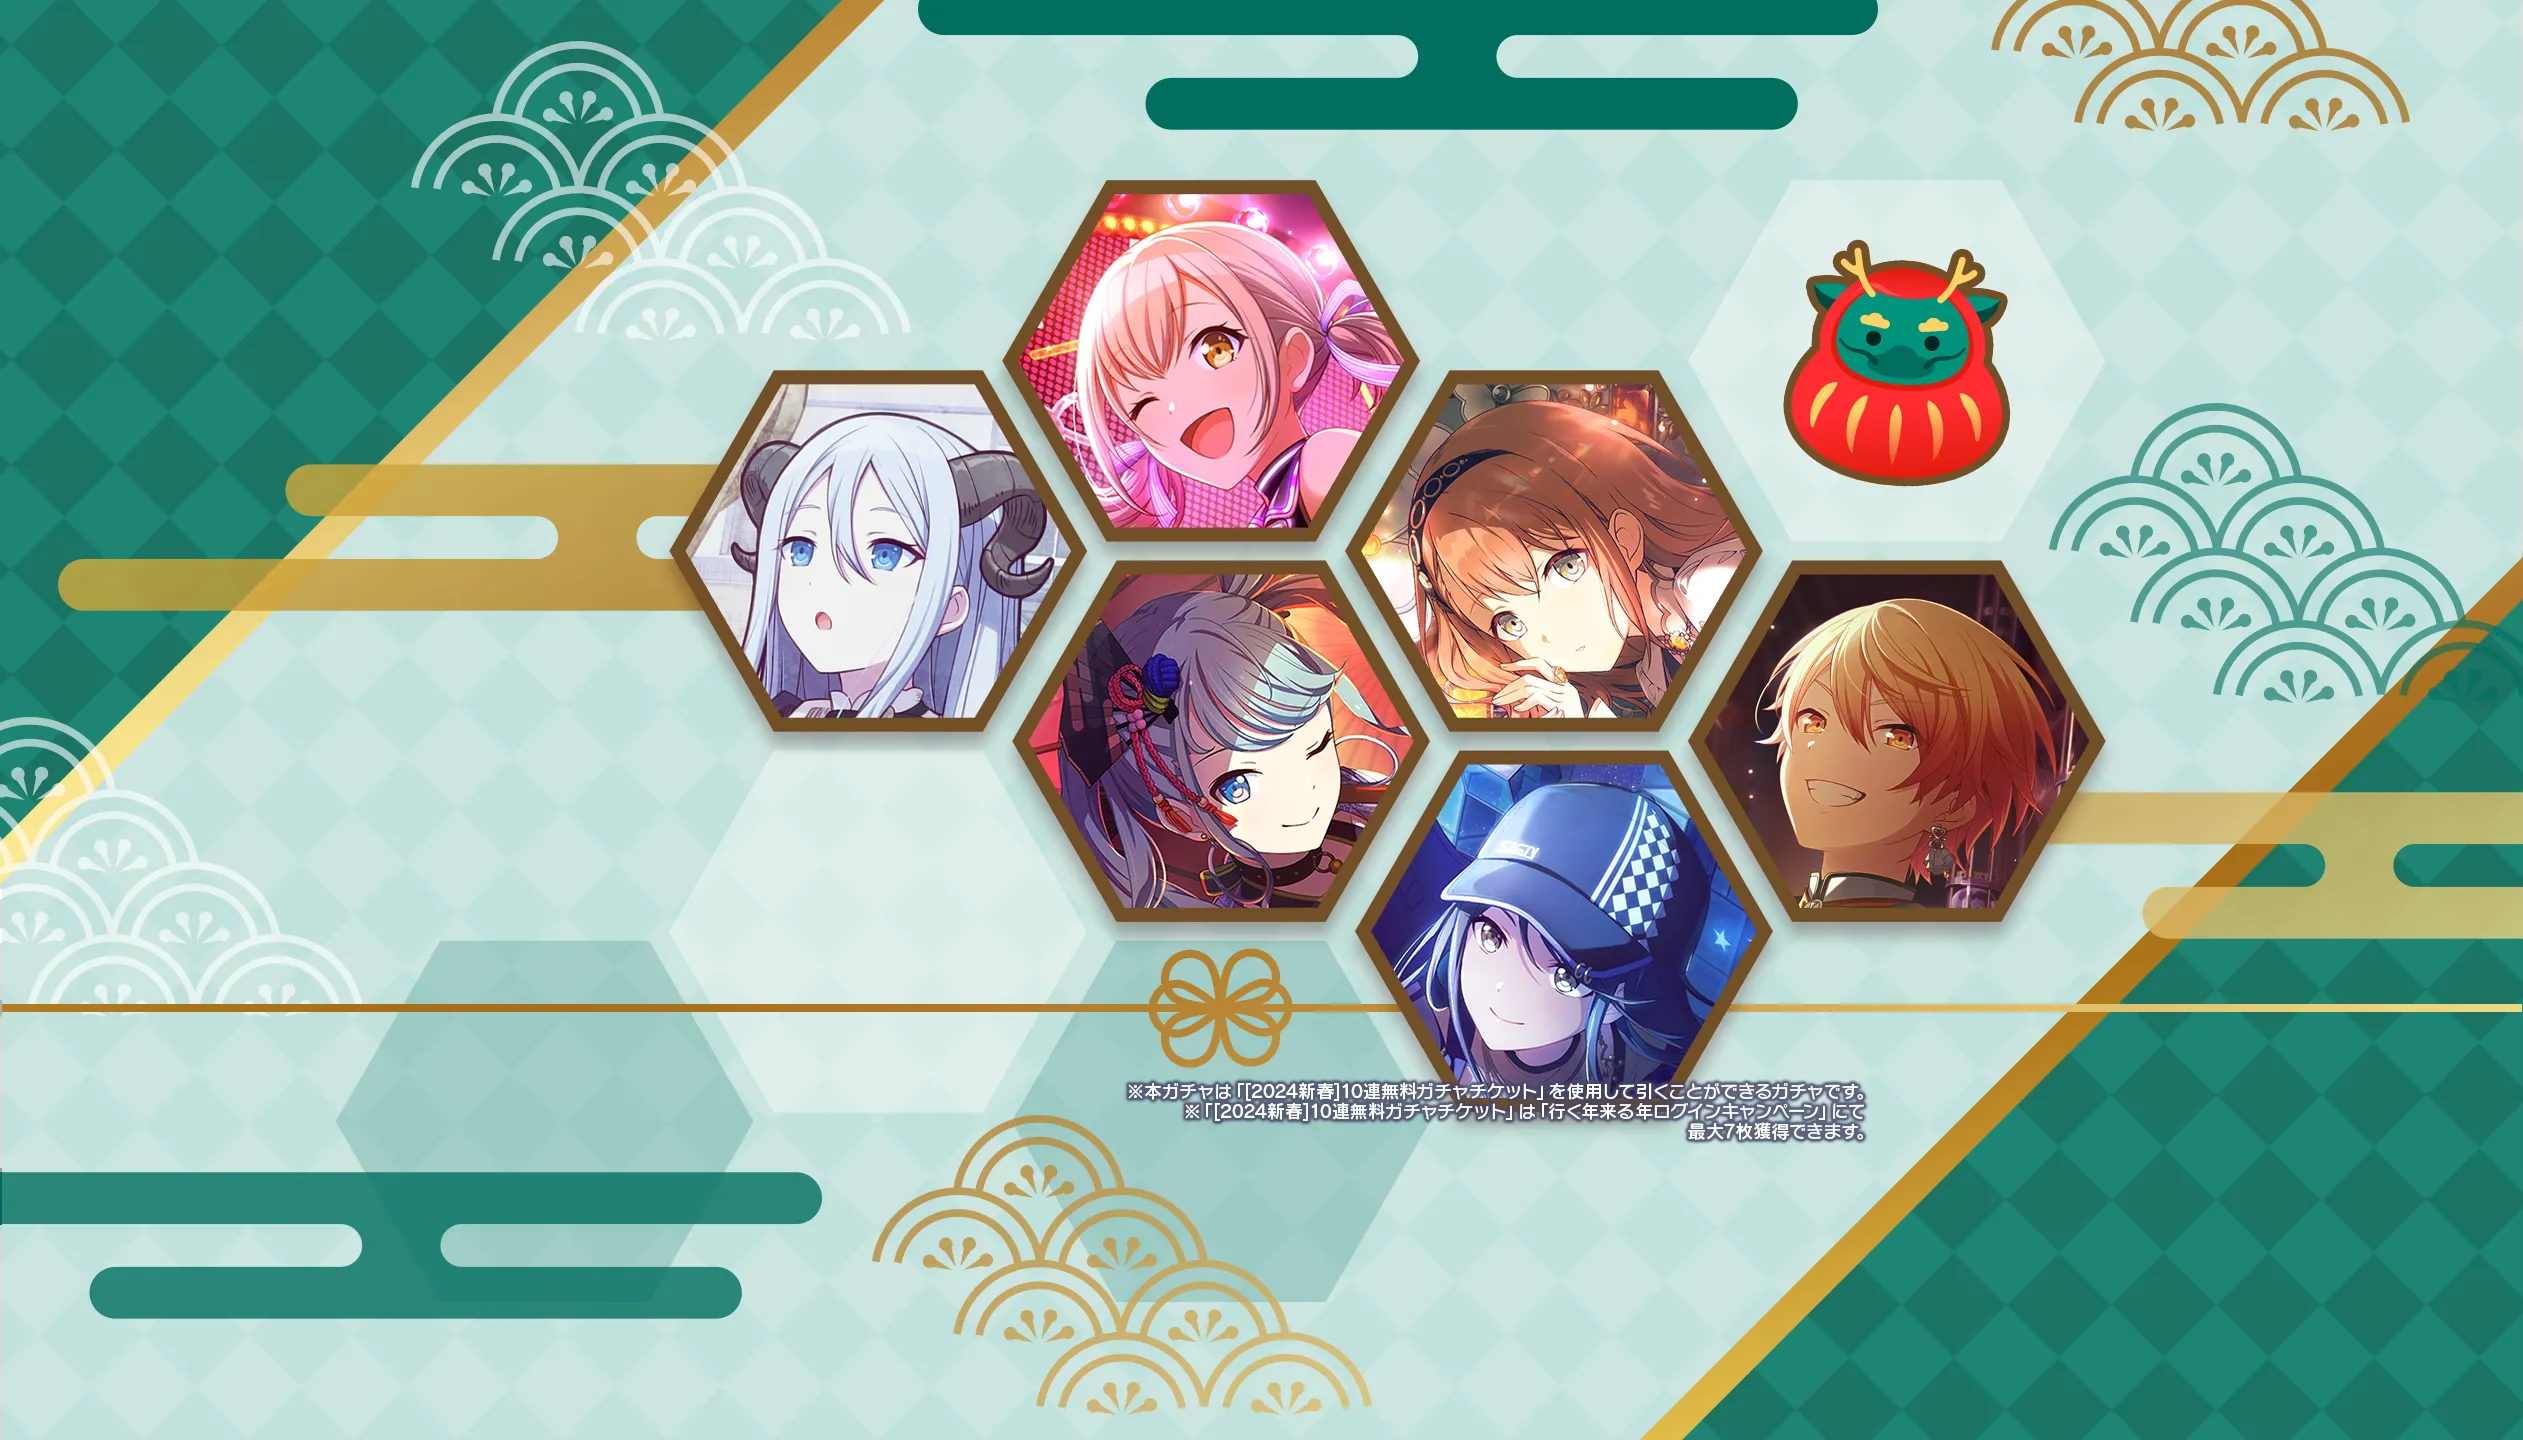 ※本ガチャは「[2024新春]10連無料ガチャチケット」を使用して引くことができるガチャです。
※「[2024新春]10連無料ガチャチケット」は「行く年来る年ログインキャンペーン」にて
最大7枚獲得できます。